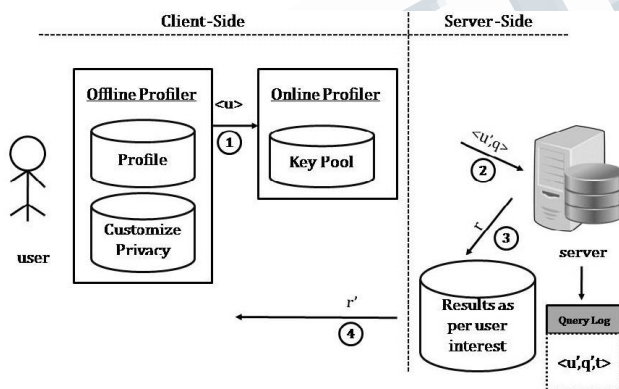 Client-Side
Server-Side
Offline Profiler
Profile
Customize
Privacy
user
<u>
1
Online Profiler
Key Pool
<u',q>
2
server
r
3
Results as
per user
interest
r'
4
Query Log
<u',q',t>